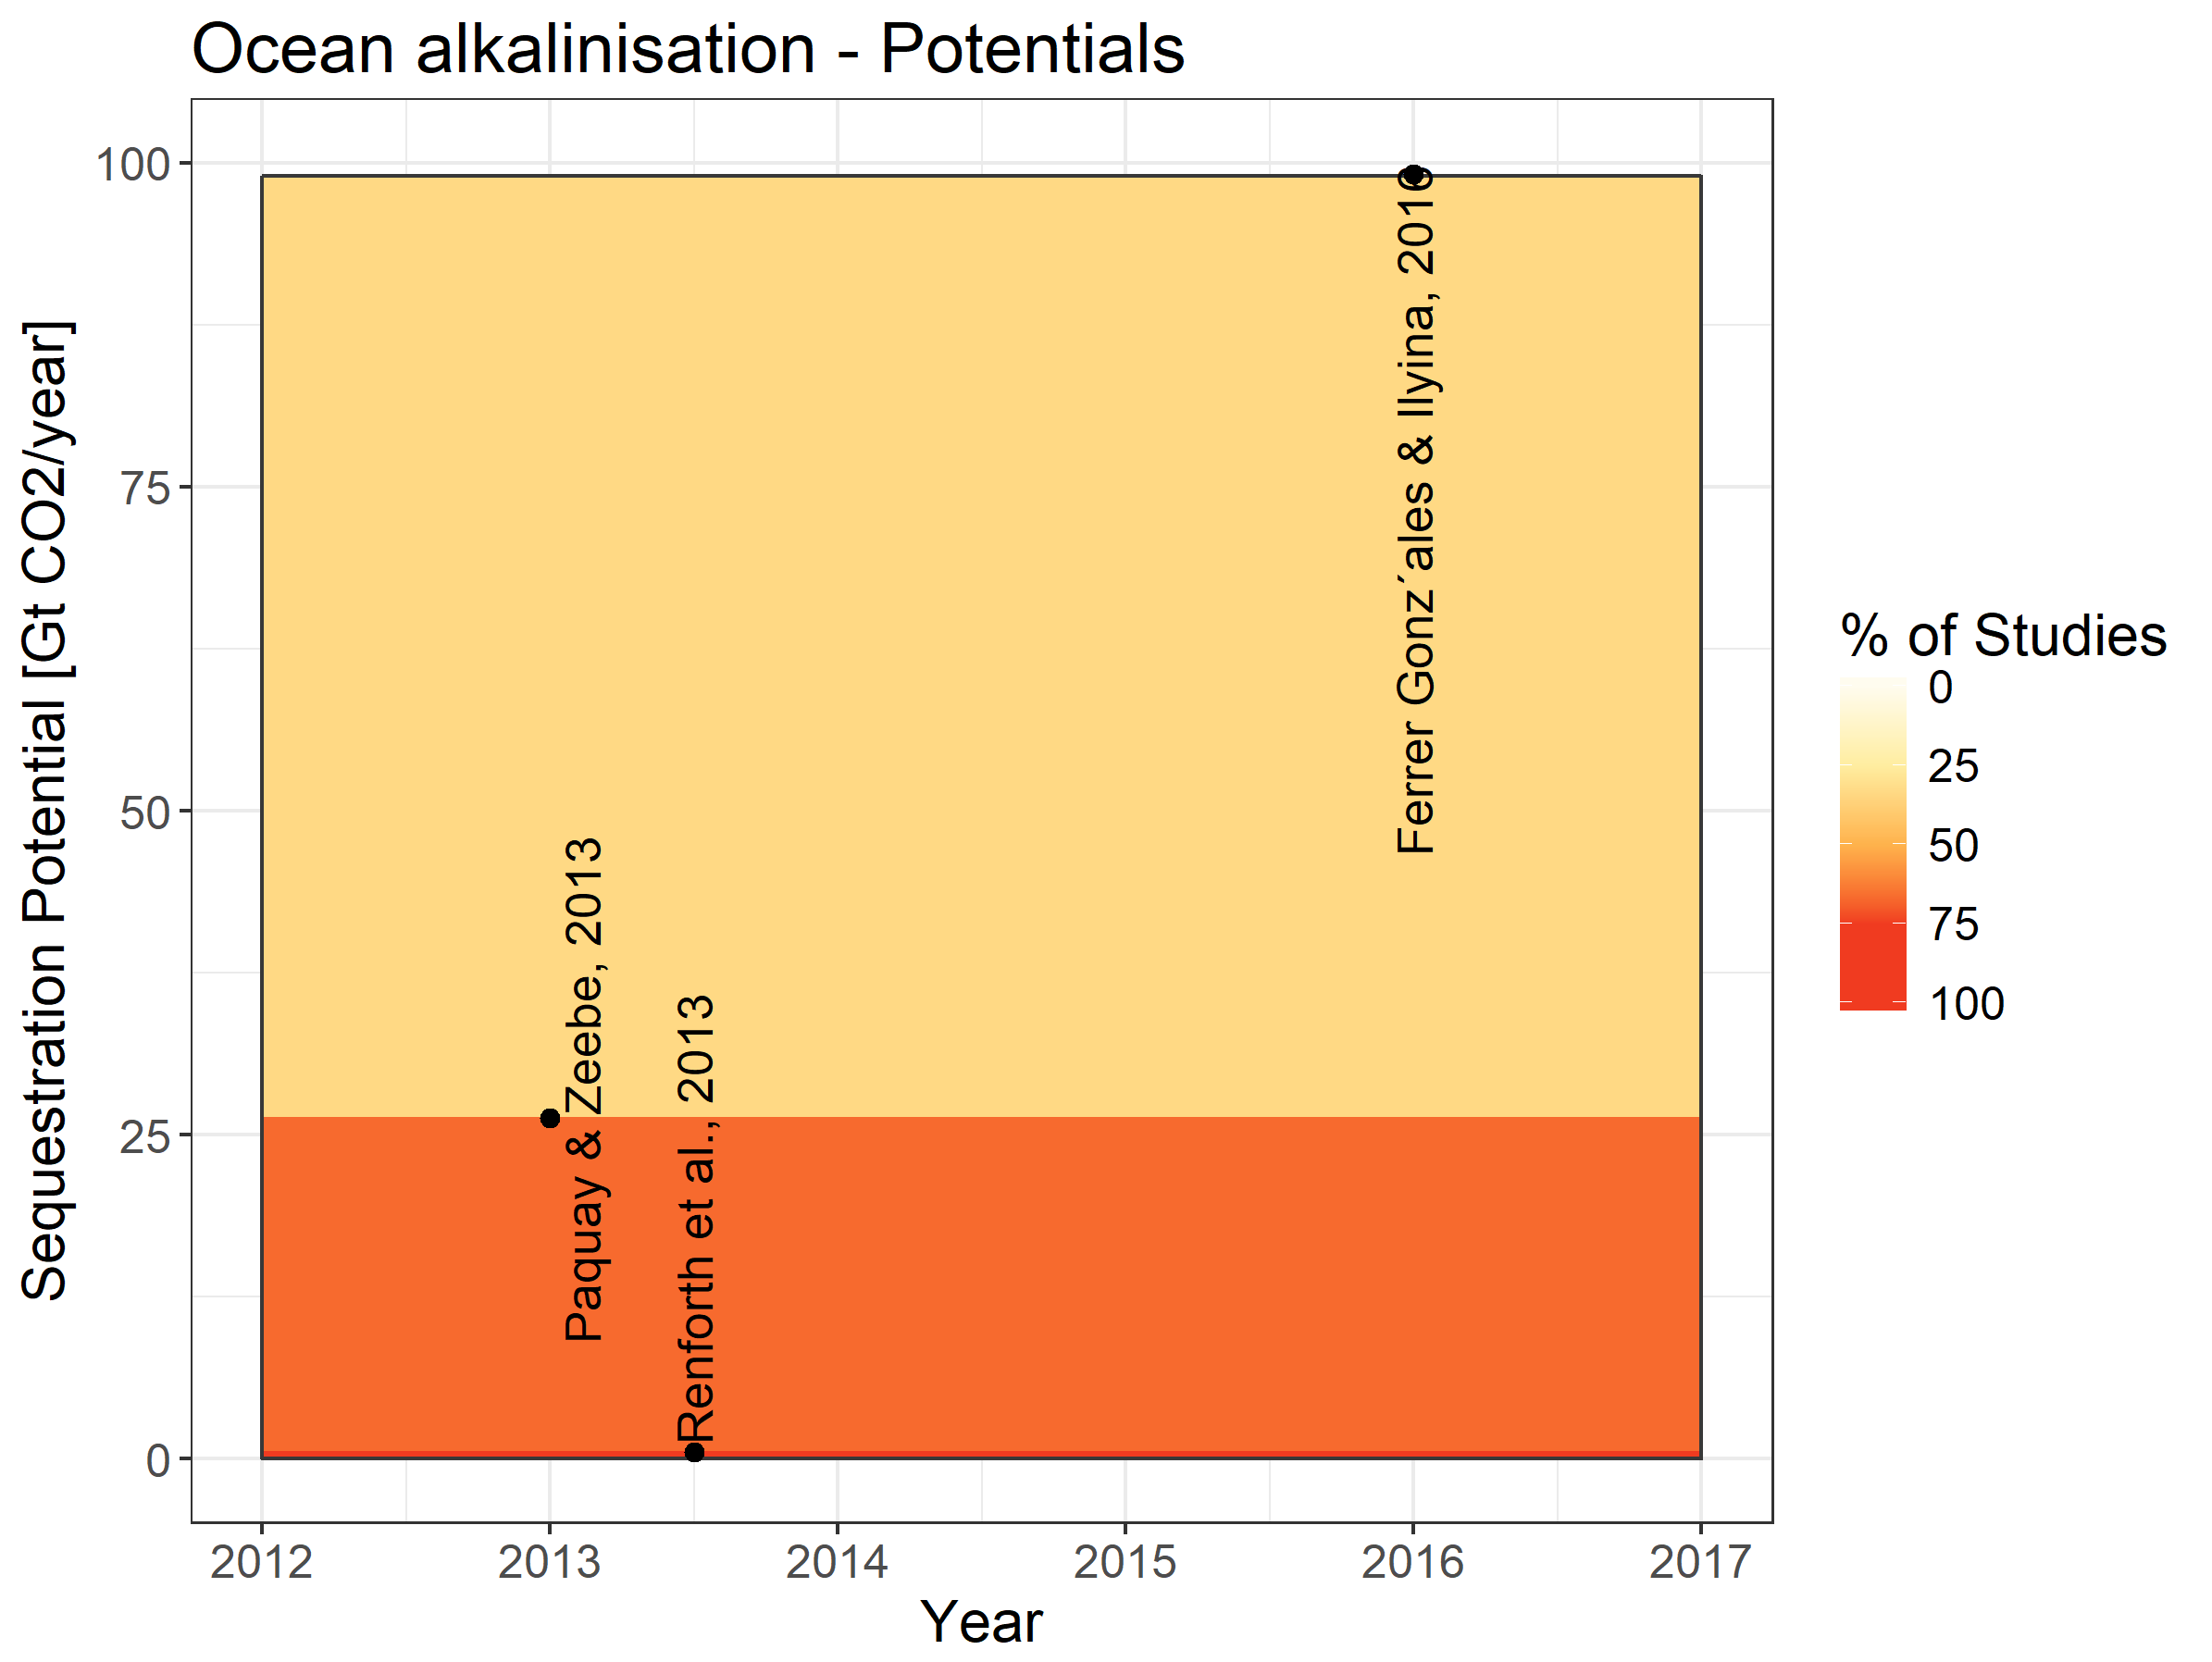 Ocean alkalinisation - Potentials
Sequestration Potential [Gt CO2/year]
100
75
50
25
0
Ferrer Gonz´ales & Ilyina, 2016
Paquay & Zeebe, 2013
Renforth et al., 2013
2012
2013
2014
2015
2016
2017
Year
% of Studies
0
25
50
75
100